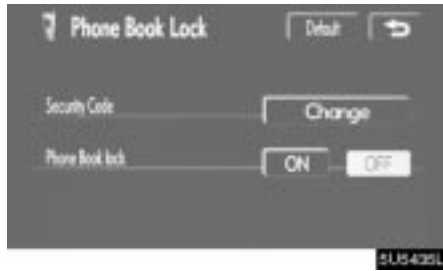 Phone Book Lock Default
Security Code Change
Phone Book lock ON OFF
5U5435L